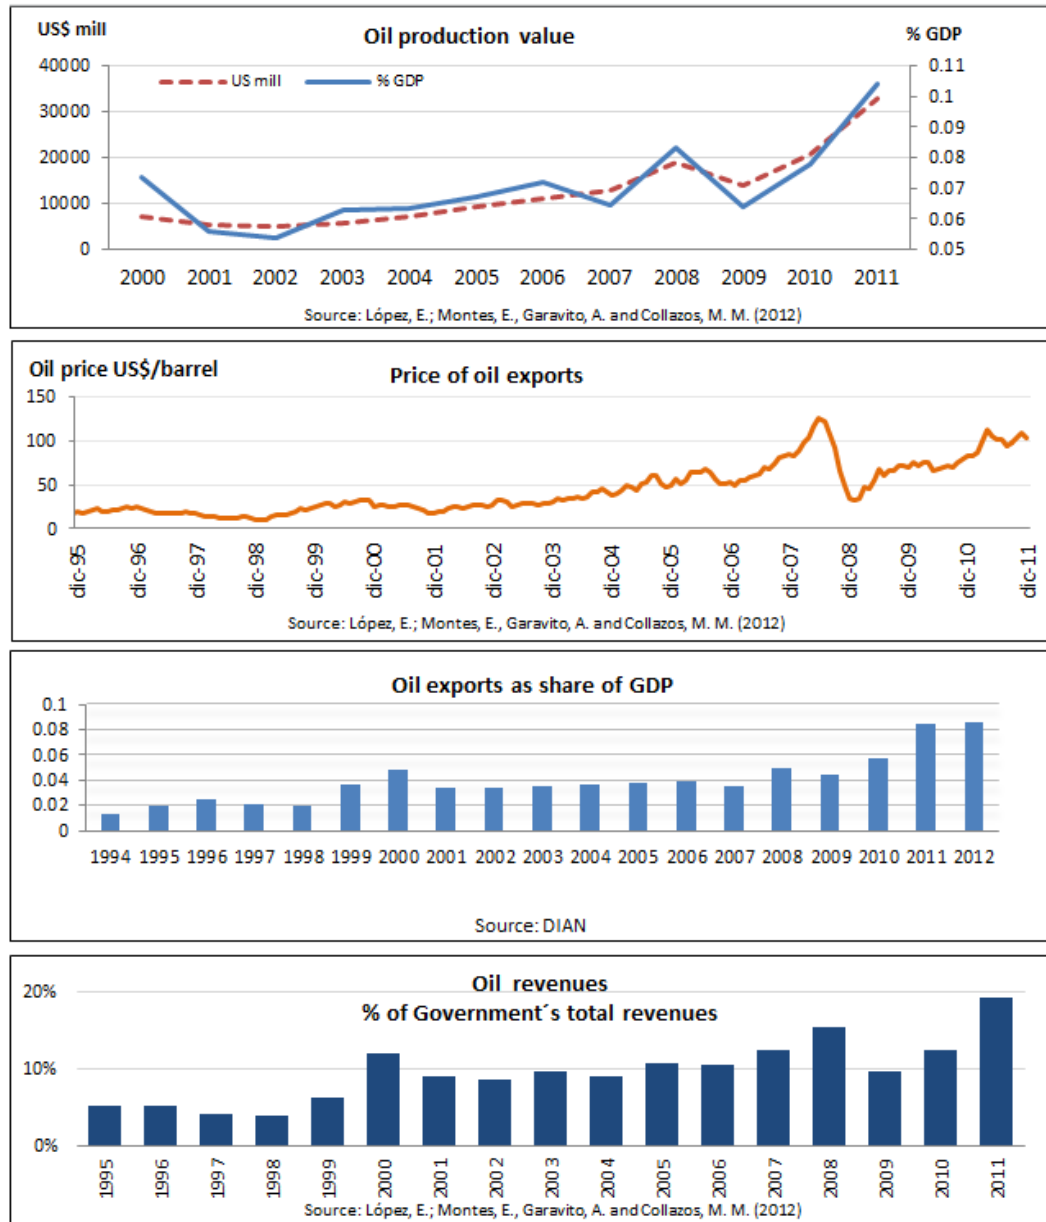 US$ mill
Oil production value
% GDP
40000
30000
20000
10000
0
US mill
% GDP
0.11
0.1
0.09
0.08
0.07
0.06
0.05
2000 2001 2002 2003 2004 2005 2006 2007 2008 2009 2010 2011
Source: López, E.; Montes, E., Garavito, A. and Collazos, M. M. (2012)
Oil price US$/barrel
Price of oil exports
150
100
50
0
dic-95 dic-96 dic-97 dic-98 dic-99 dic-00 dic-01 dic-02 dic-03 dic-04 dic-05 dic-06 dic-07 dic-08 dic-09 dic-10 dic-11
Source: López, E.; Montes, E., Garavito, A. and Collazos, M. M. (2012)
Oil exports as share of GDP
0.1
0.08
0.06
0.04
0.02
0
1994 1995 1996 1997 1998 1999 2000 2001 2002 2003 2004 2005 2006 2007 2008 2009 2010 2011 2012
Source: DIAN
Oil revenues
% of Government´s total revenues
20%
10%
0%
1995 1996 1997 1998 1999 2000 2001 2002 2003 2004 2005 2006 2007 2008 2009 2010 2011
Source: López, E.; Montes, E., Garavito, A. and Collazos, M. M. (2012)